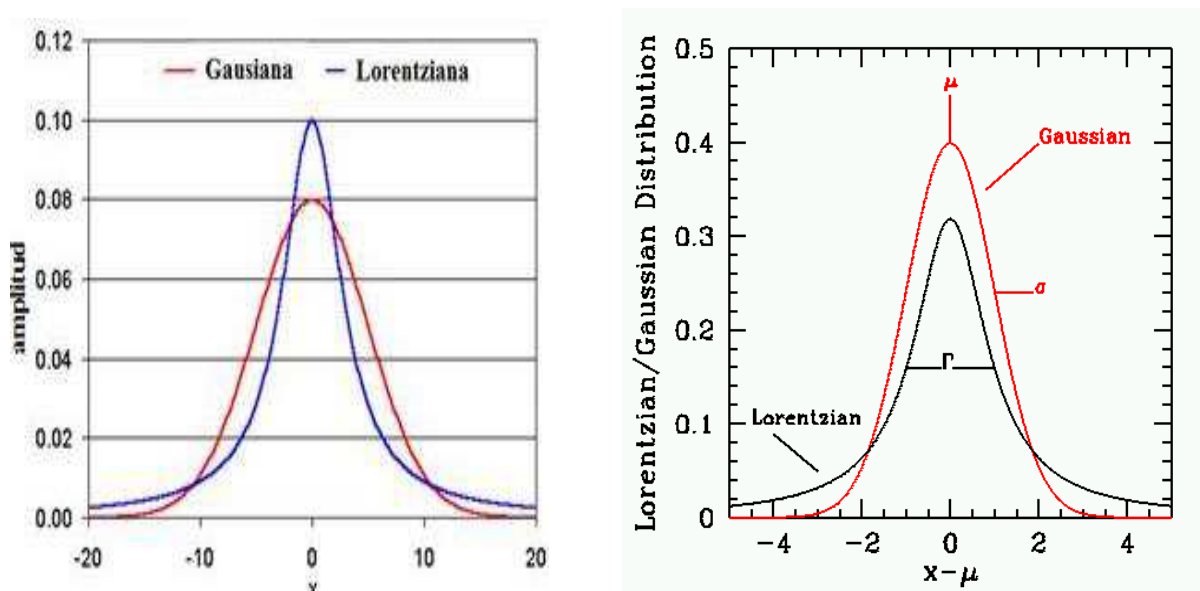 0.12
Gausiana
Lorentziana
0.10
0.08
0.06
0.04
0.02
0.00
amplitud
-20
-10
0
10
20
x
Lorentzian/Gaussian Distribution
0.5
0.4
0.3
0.2
0.1
0
μ
Gaussian
σ
Γ
Lorentzian
−4
−2
0
2
4
x−μ